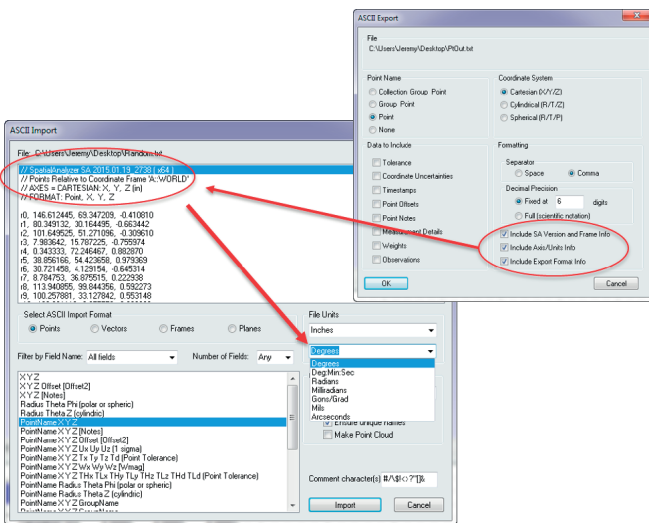 ASCII Export
File
C:\Users\Jeremy\Desktop\PtOut.txt
Point Name
Collection Group Point
Group Point
Point
None
Coordinate System
Cartesian (X/Y/Z)
Cylindrical (R/T/Z)
Spherical (R/T/P)
Data to Include
Tolerance
Coordinate Uncertainties
Timestamps
Point Offsets
Point Notes
Measurement Details
Weights
Observations
Formatting
Separator
Space
Comma
Decimal Precision
Fixed at 6 digits
Full (scientific notation)
Include SA Version and Frame Info
Include Axis/Units Info
Include Export Format Info
OK
Cancel
ASCII Import
File: C:\Users\Jeremy\Desktop\Random.txt
// SpatialAnalyzer SA 2015.01.19_2738 [ x64 ]
// Points Relative to Coordinate Frame 'A::WORLD'
// AXES = CARTESIAN: X, Y, Z (in)
// FORMAT: Point, X, Y, Z
r0, 146.612445, 69.347209, -0.410810
r1, 80.349132, 30.164495, -0.663442
r2, 101.649525, 51.271096, -0.309610
r3, 7.983642, 15.787225, -0.755974
r4, 0.343333, 72.246467, 0.882870
r5, 38.856166, 54.423658, 0.979369
r6, 30.721458, 4.129154, -0.645314
r7, 8.784753, 36.875515, 0.222938
r8, 113.940855, 99.844356, 0.592273
r9, 100.257881, 33.127842, 0.553148
Select ASCII Import Format
Points
Vectors
Frames
Planes
File Units
Inches
Filter by Field Name: All fields
Number of Fields: Any
Degrees
Degrees
Deg:Min:Sec
Radians
Milliradians
Gons/Grad
Mils
Arcseconds
Ensure unique names
Make Point Cloud
X Y Z
X Y Z Offset [Offset2]
X Y Z [Notes]
Radius Theta Phi (polar or spheric)
Radius Theta Z (cylindric)
PointName X Y Z
PointName X Y Z [Notes]
PointName X Y Z Offset [Offset2]
PointName X Y Z Ux Uy Uz [1 sigma]
PointName X Y Z Tx Ty Tz Td (Point Tolerance)
PointName X Y Z Wx Wy Wz [Wmag]
PointName X Y Z THx TLx THy TLy THz TLz THd TLd (Point Tolerance)
PointName Radius Theta Phi (polar or spheric)
PointName Radius Theta Z (cylindric)
PointName X Y Z GroupName
Comment character(s)
Import
Cancel